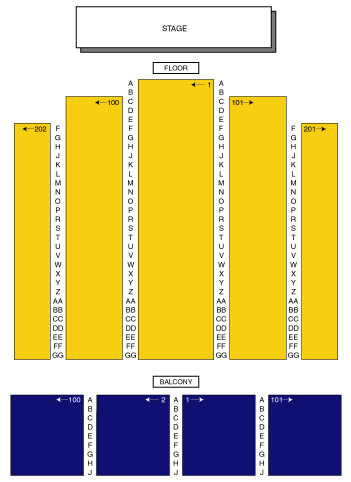 STAGE
FLOOR
A ←1 A
B B
C ←100 C 101→
D D
E E
←202 F F F F 201→
G G G G
H H H H
J J J J
K K K K
L L L L
M M M M
N N N N
O O O O
P P P P
R R R R
S S S S
T T T T
U U U U
V V V V
W W W W
X X X X
Y Y Y Y
Z Z Z Z
AA AA AA AA
BB BB BB BB
CC CC CC CC
DD DD DD DD
EE EE EE EE
FF FF FF FF
GG GG GG GG
BALCONY
←100 A ←2 A 1→ A 101→
B B B
C C C
D D D
E E E
F F F
G G G
H H H
J J J